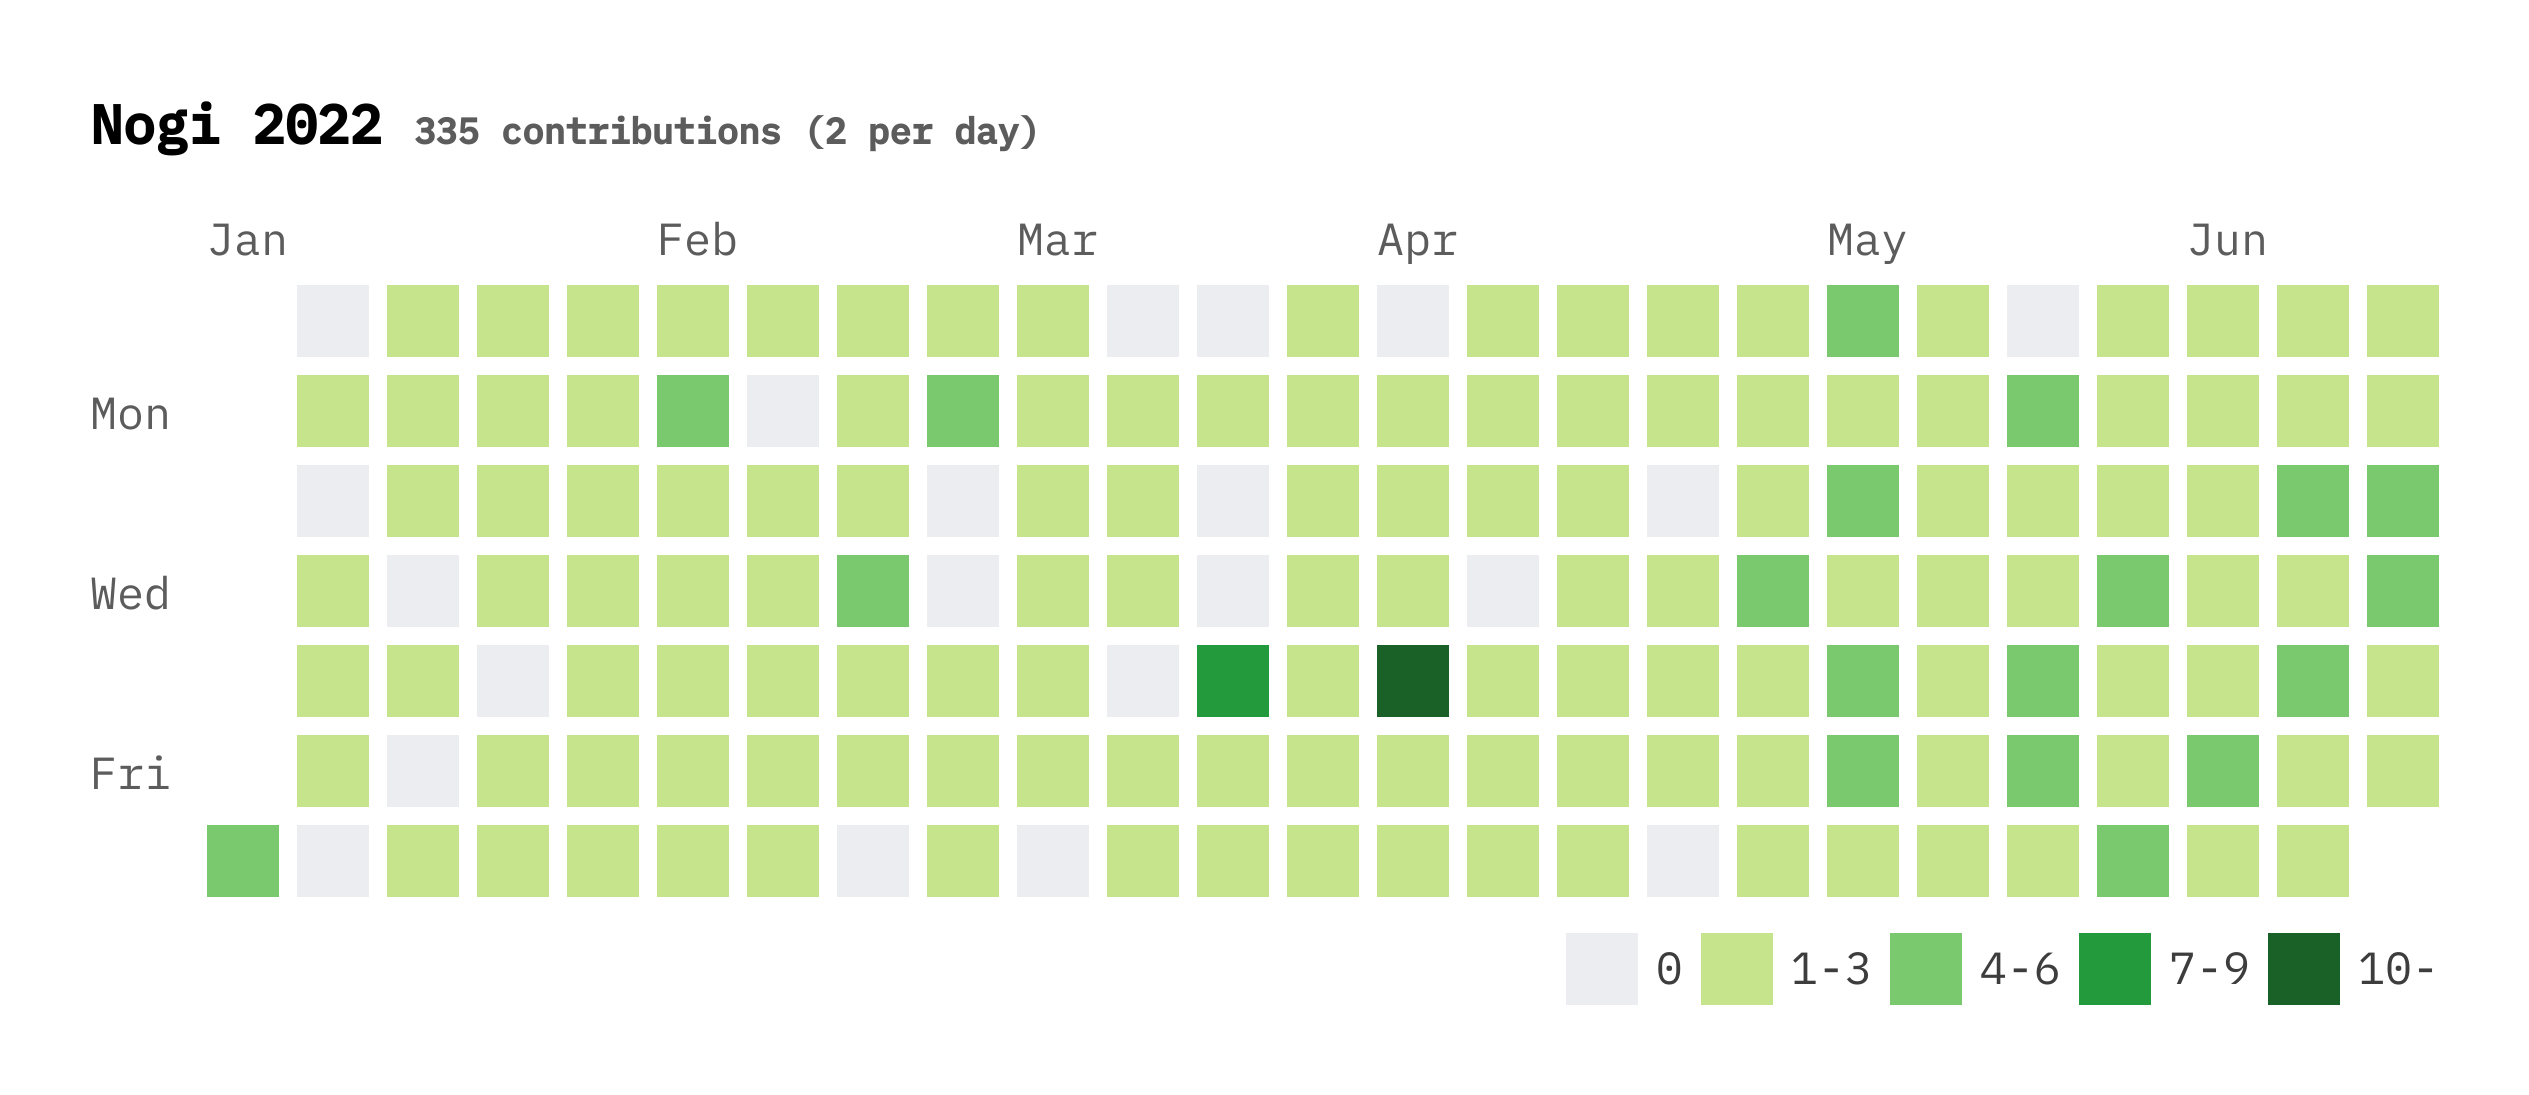 Nogi 2022 335 contributions (2 per day)
Jan Feb Mar Apr May Jun
Mon
Wed
Fri
0 1-3 4-6 7-9 10-